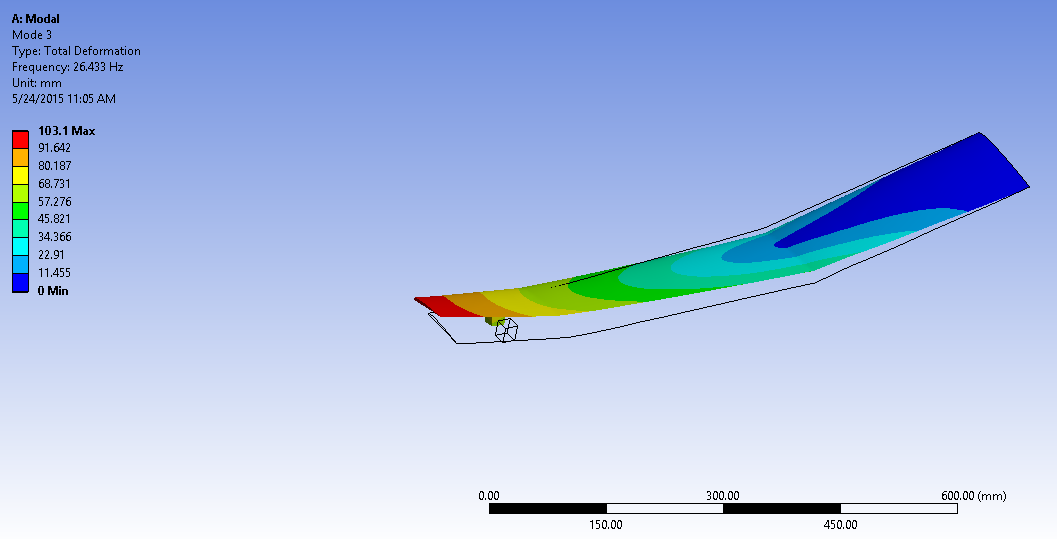 A: Modal
Mode 3
Type: Total Deformation
Frequency: 26.433 Hz
Unit: mm
5/24/2015 11:05 AM
103.1 Max
91.642
80.187
68.731
57.276
45.821
34.366
22.91
11.455
0 Min
0.00 300.00 600.00 (mm)
150.00 450.00